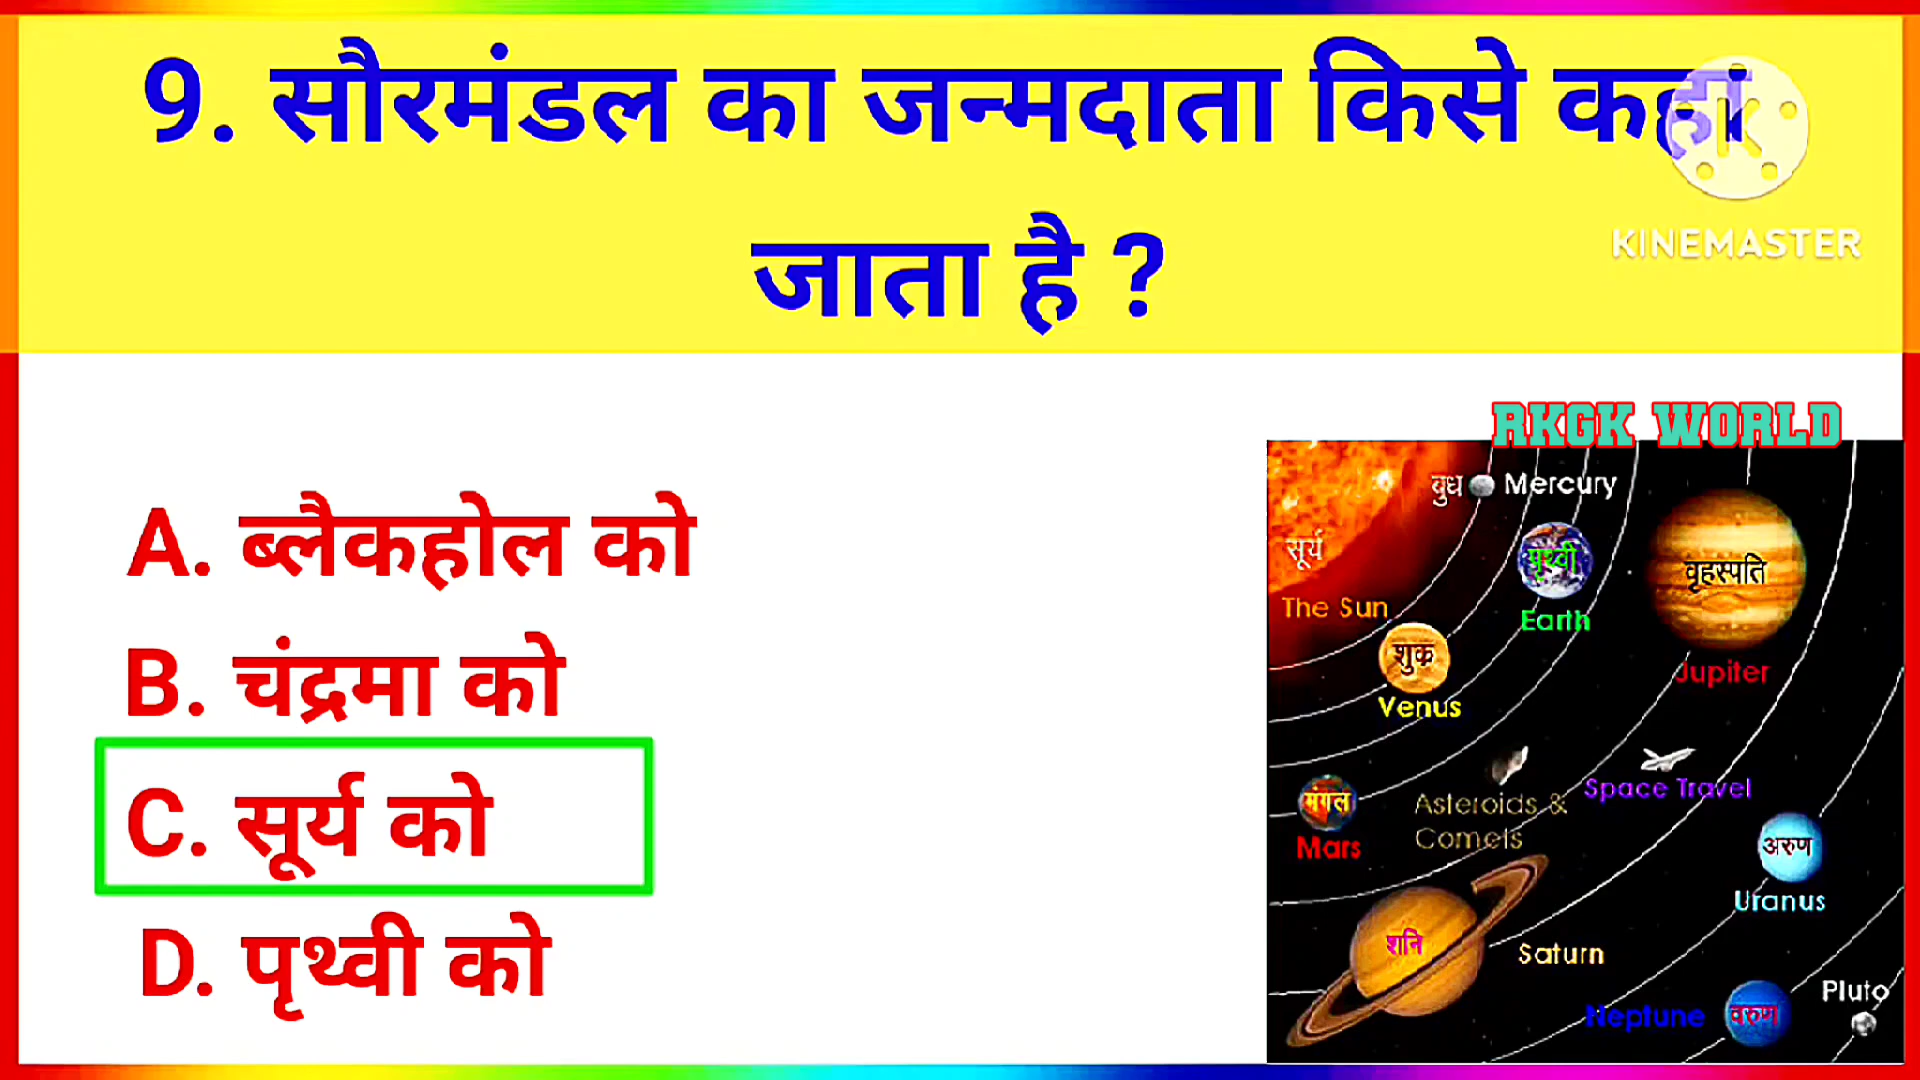 9. सौरमंडल का जन्मदाता किसे कहां
जाता है ?
KINEMASTER
RKGK WORLD
A. ब्लैकहोल को
B. चंद्रमा को
C. सूर्य को
D. पृथ्वी को
बुध Mercury
सूर्य
The Sun
पृथ्वी
Earth
वृहस्पति
Jupiter
शुक्र
Venus
Space Travel
मंगल
Mars
Asteroids &
Comets
अरुण
Uranus
शनि
Saturn
Neptune वरुण
Pluto